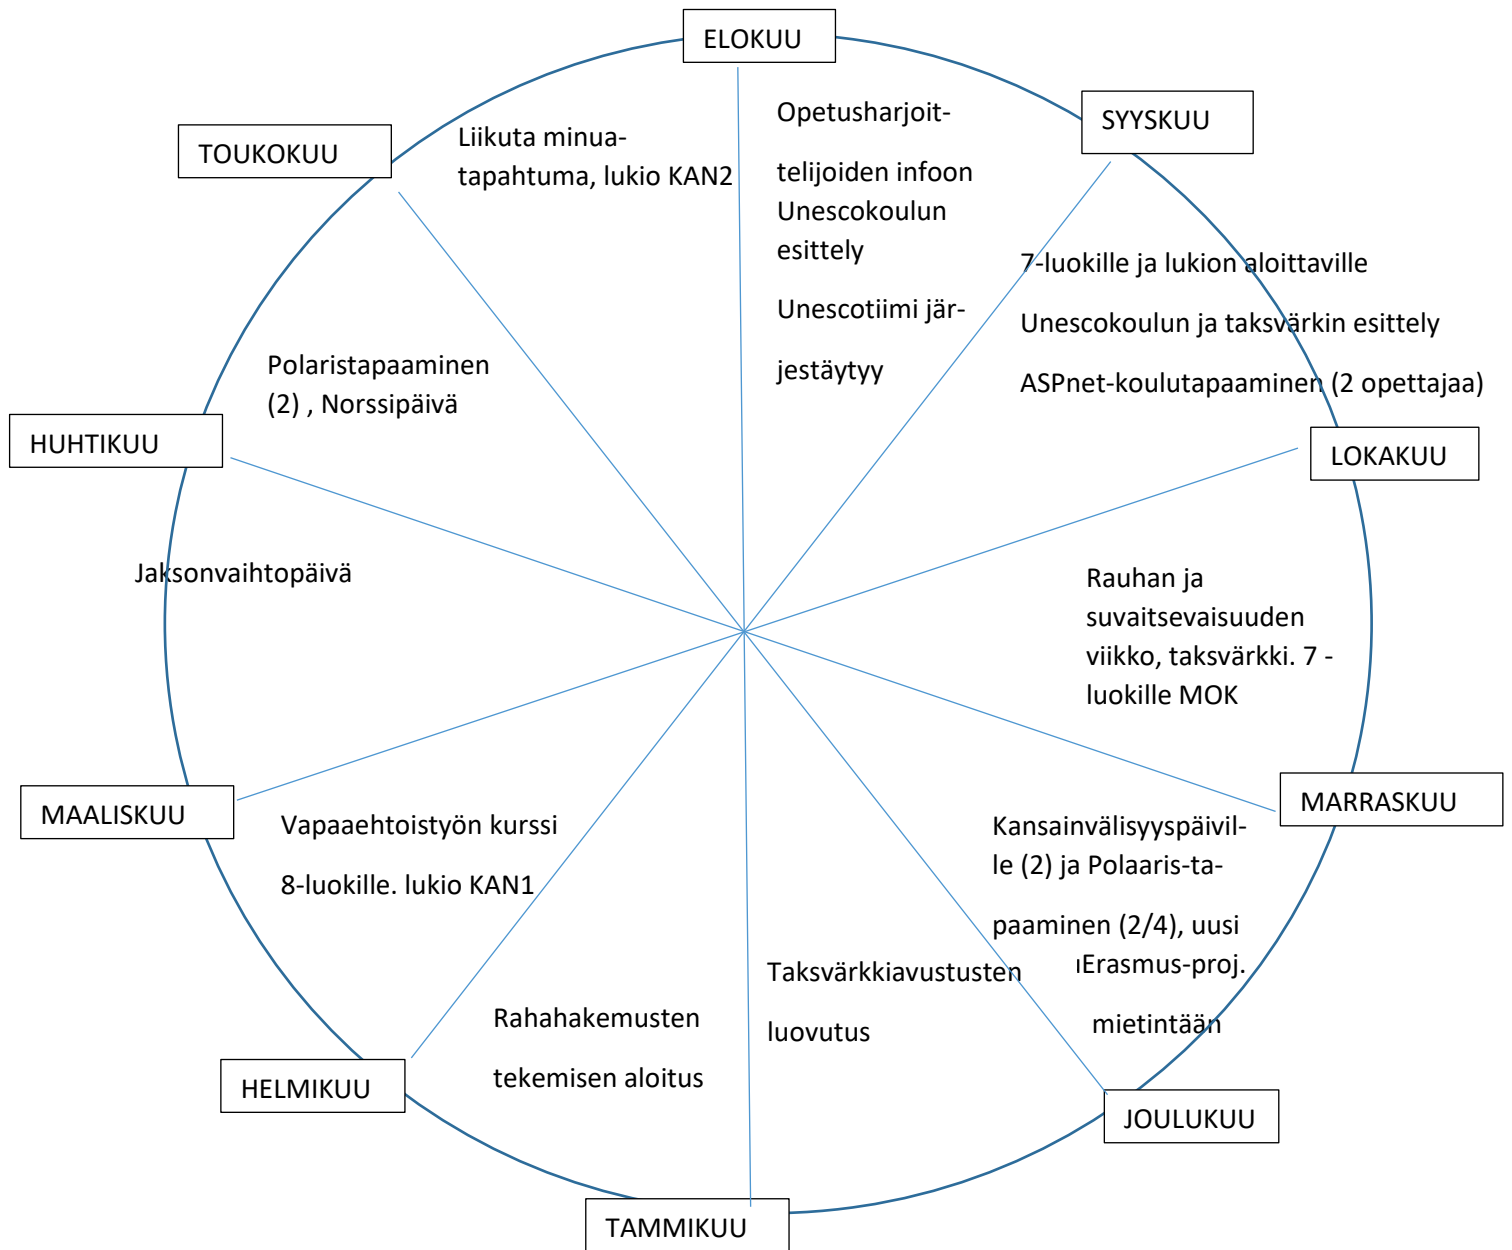 ELOKUU
Opetusharjoit-
telijoiden infoon
Unescokoulun
esittely
Unescotiimi jär-
jestäytyy
SYYSKUU
7-luokille ja lukion aloittaville
Unescokoulun ja taksvärkin esittely
ASPnet-koulutapaaminen (2 opettajaa)
LOKAKUU
Rauhan ja
suvaitsevaisuuden
viikko, taksvärkki. 7 -
luokille MOK
MARRASKUU
Kansainvälisyyspäivil-
le (2) ja Polaaris-ta-
paaminen (2/4), uusi
Erasmus-proj.
mietintään
JOULUKUU
Taksvärkkiavustusten
luovutus
TAMMIKUU
Rahahakemusten
tekemisen aloitus
HELMIKUU
Vapaaehtoistyön kurssi
8-luokille. lukio KAN1
MAALISKUU
Jaksonvaihtopäivä
HUHTIKUU
Polaristapaaminen
(2) , Norssipäivä
TOUKOKUU
Liikuta minua-
tapahtuma, lukio KAN2